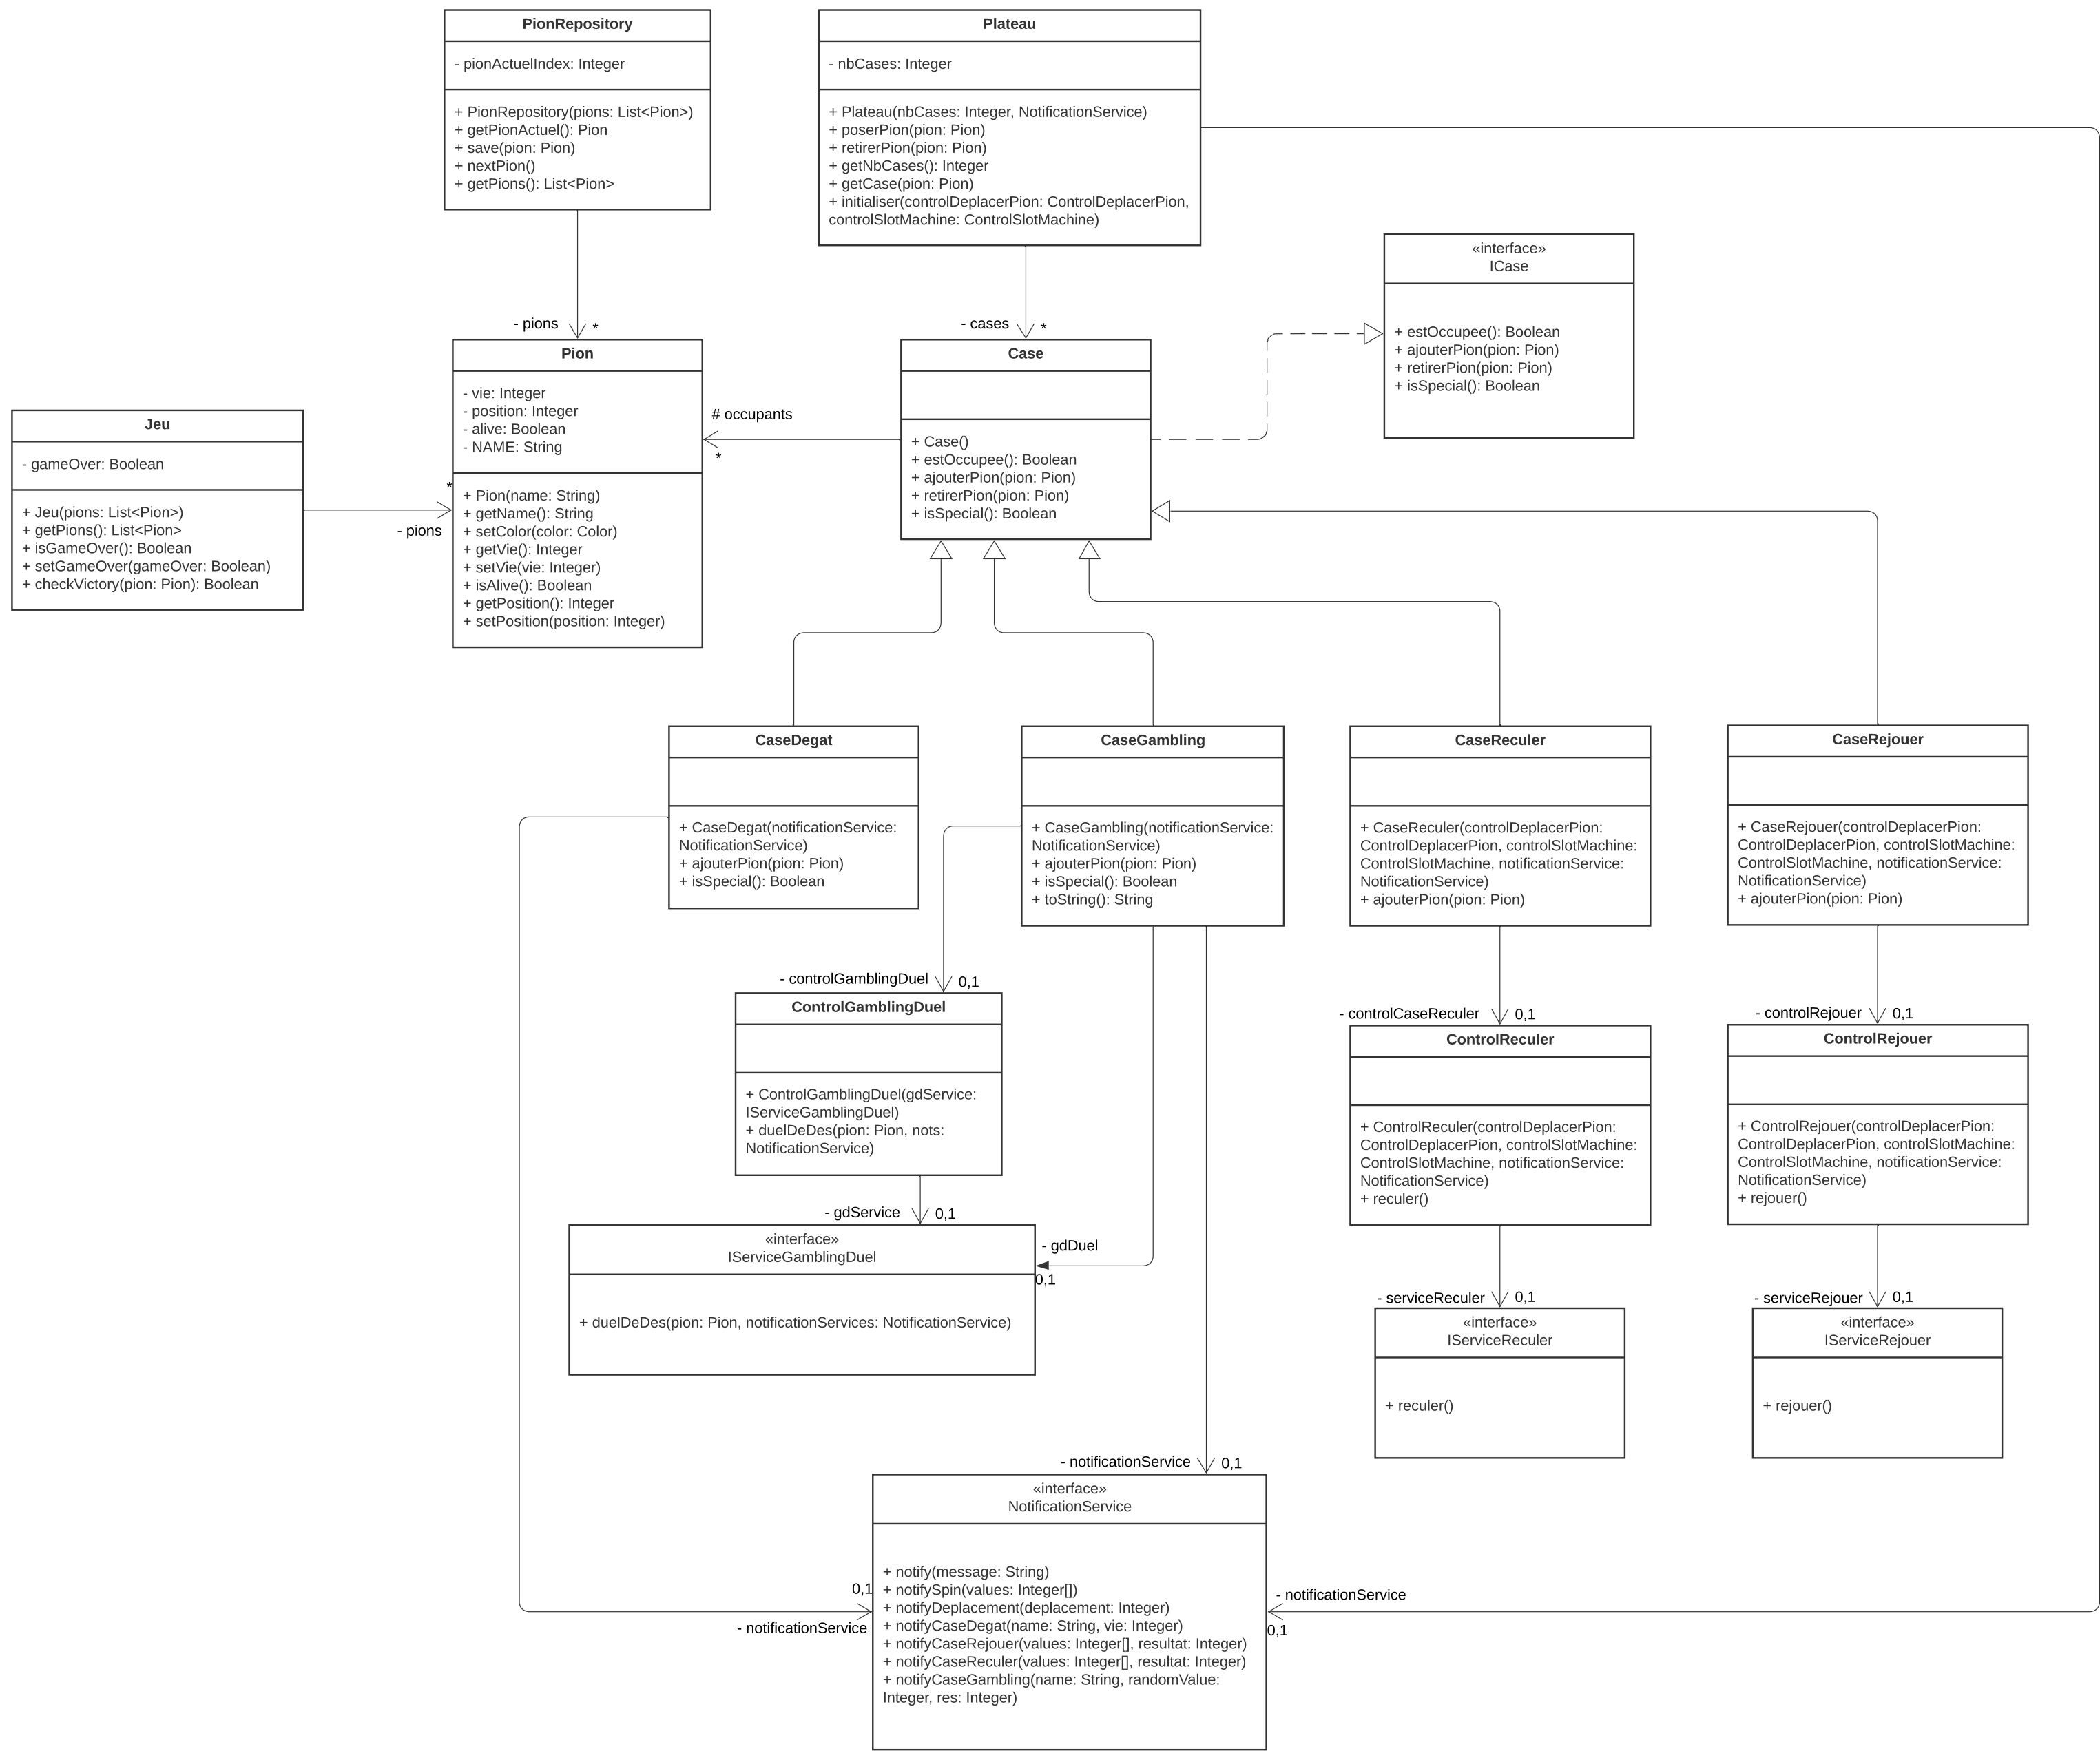 PionRepository
- pionActuelIndex: Integer
+ PionRepository(pions: List<Pion>)
+ getPionActuel(): Pion
+ save(pion: Pion)
+ nextPion()
+ getPions(): List<Pion>
Plateau
- nbCases: Integer
+ Plateau(nbCases: Integer, NotificationService)
+ poserPion(pion: Pion)
+ retirerPion(pion: Pion)
+ getNbCases(): Integer
+ getCase(pion: Pion)
+ initialiser(controlDeplacerPion: ControlDeplacerPion,
controlSlotMachine: ControlSlotMachine)
«interface»
ICase
+ estOccupee(): Boolean
+ ajouterPion(pion: Pion)
+ retirerPion(pion: Pion)
+ isSpecial(): Boolean
- pions
*
- cases
*
Pion
- vie: Integer
- position: Integer
- alive: Boolean
- NAME: String
+ Pion(name: String)
+ getName(): String
+ setColor(color: Color)
+ getVie(): Integer
+ setVie(vie: Integer)
+ isAlive(): Boolean
+ getPosition(): Integer
+ setPosition(position: Integer)
# occupants
*
Case
+ Case()
+ estOccupee(): Boolean
+ ajouterPion(pion: Pion)
+ retirerPion(pion: Pion)
+ isSpecial(): Boolean
Jeu
- gameOver: Boolean
+ Jeu(pions: List<Pion>)
+ getPions(): List<Pion>
+ isGameOver(): Boolean
+ setGameOver(gameOver: Boolean)
+ checkVictory(pion: Pion): Boolean
*
- pions
CaseDegat
+ CaseDegat(notificationService:
NotificationService)
+ ajouterPion(pion: Pion)
+ isSpecial(): Boolean
CaseGambling
+ CaseGambling(notificationService:
NotificationService)
+ ajouterPion(pion: Pion)
+ isSpecial(): Boolean
+ toString(): String
CaseReculer
+ CaseReculer(controlDeplacerPion:
ControlDeplacerPion, controlSlotMachine:
ControlSlotMachine, notificationService:
NotificationService)
+ ajouterPion(pion: Pion)
CaseRejouer
+ CaseRejouer(controlDeplacerPion:
ControlDeplacerPion, controlSlotMachine:
ControlSlotMachine, notificationService:
NotificationService)
+ ajouterPion(pion: Pion)
- controlGamblingDuel
0,1
ControlGamblingDuel
+ ControlGamblingDuel(gdService:
IServiceGamblingDuel)
+ duelDeDes(pion: Pion, nots:
NotificationService)
- controlCaseReculer
0,1
ControlReculer
+ ControlReculer(controlDeplacerPion:
ControlDeplacerPion, controlSlotMachine:
ControlSlotMachine, notificationService:
NotificationService)
+ reculer()
- controlRejouer
0,1
ControlRejouer
+ ControlRejouer(controlDeplacerPion:
ControlDeplacerPion, controlSlotMachine:
ControlSlotMachine, notificationService:
NotificationService)
+ rejouer()
- gdService
0,1
«interface»
IServiceGamblingDuel
+ duelDeDes(pion: Pion, notificationServices: NotificationService)
- gdDuel
0,1
- serviceReculer
0,1
«interface»
IServiceReculer
+ reculer()
- serviceRejouer
0,1
«interface»
IServiceRejouer
+ rejouer()
- notificationService
0,1
«interface»
NotificationService
+ notify(message: String)
+ notifySpin(values: Integer[])
+ notifyDeplacement(deplacement: Integer)
+ notifyCaseDegat(name: String, vie: Integer)
+ notifyCaseRejouer(values: Integer[], resultat: Integer)
+ notifyCaseReculer(values: Integer[], resultat: Integer)
+ notifyCaseGambling(name: String, randomValue:
Integer, res: Integer)
0,1
- notificationService
- notificationService
0,1